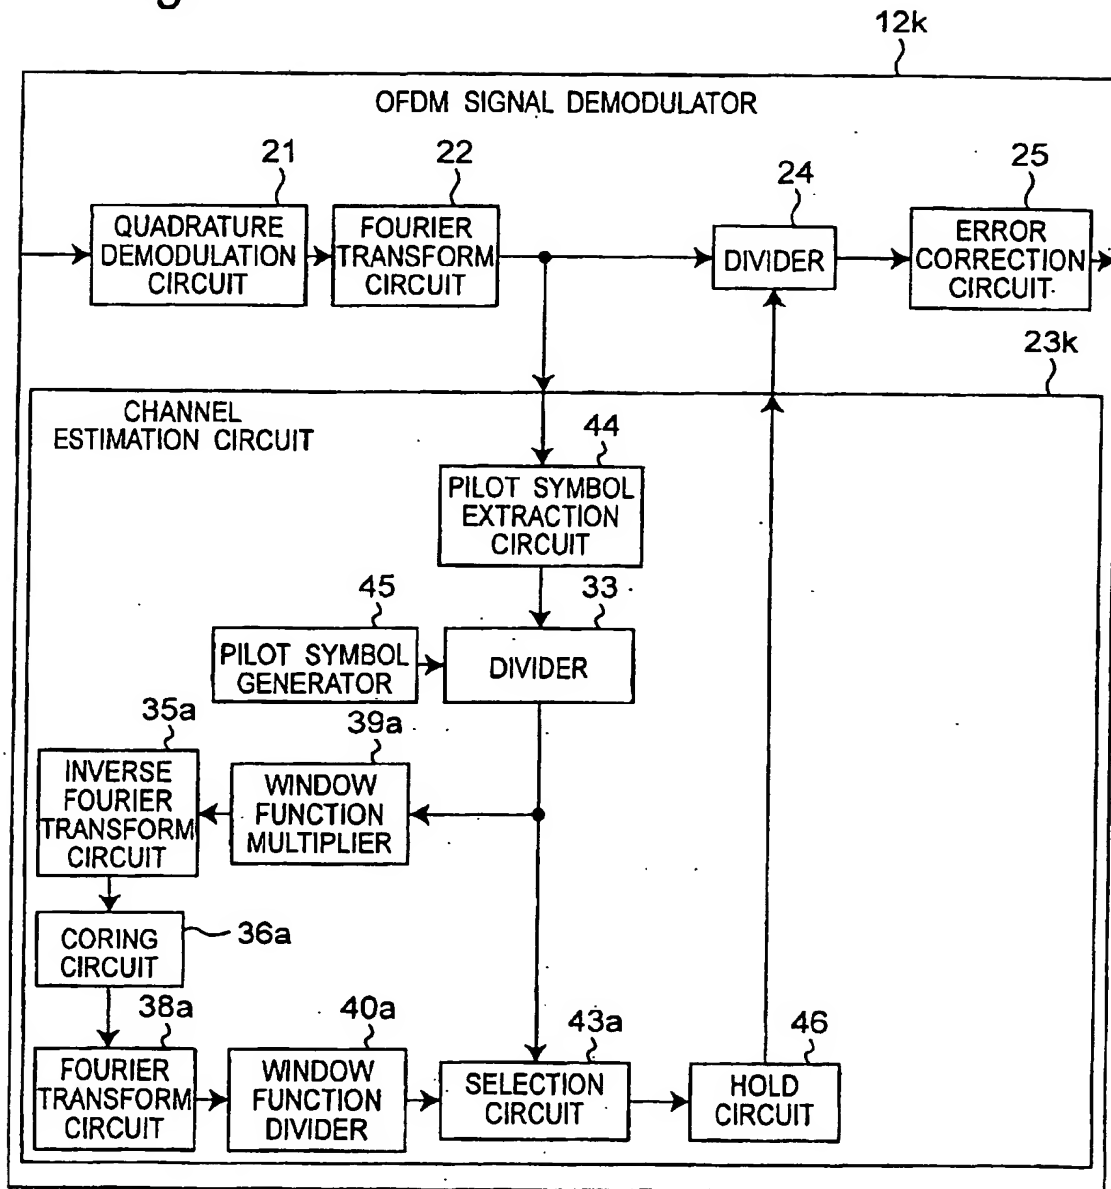 12k
OFDM SIGNAL DEMODULATOR
21
22
24
25
QUADRATURE
DEMODULATION
CIRCUIT
FOURIER
TRANSFORM
CIRCUIT
DIVIDER
ERROR
CORRECTION
CIRCUIT
23k
CHANNEL
ESTIMATION CIRCUIT
44
PILOT SYMBOL
EXTRACTION
CIRCUIT
45
33
PILOT SYMBOL
GENERATOR
DIVIDER
35a
39a
INVERSE
FOURIER
TRANSFORM
CIRCUIT
WINDOW
FUNCTION
MULTIPLIER
CORING
CIRCUIT
36a
38a
40a
43a
46
FOURIER
TRANSFORM
CIRCUIT
WINDOW
FUNCTION
DIVIDER
SELECTION
CIRCUIT
HOLD
CIRCUIT